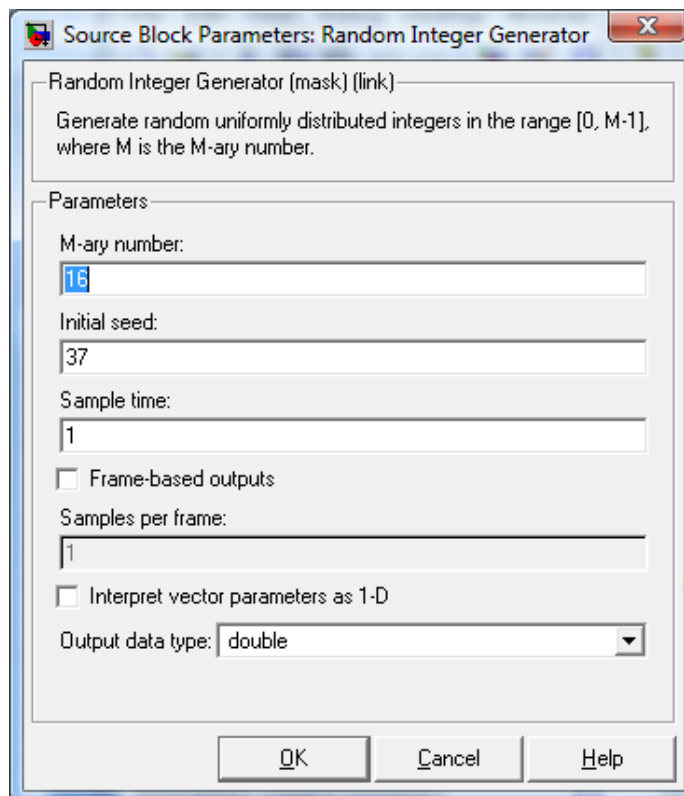 Source Block Parameters: Random Integer Generator
Random Integer Generator (mask) (link)
Generate random uniformly distributed integers in the range [0, M-1],
where M is the M-ary number.
Parameters
M-ary number:
16
Initial seed:
37
Sample time:
1
Frame-based outputs
Samples per frame:
1
Interpret vector parameters as 1-D
Output data type: double
OK Cancel Help